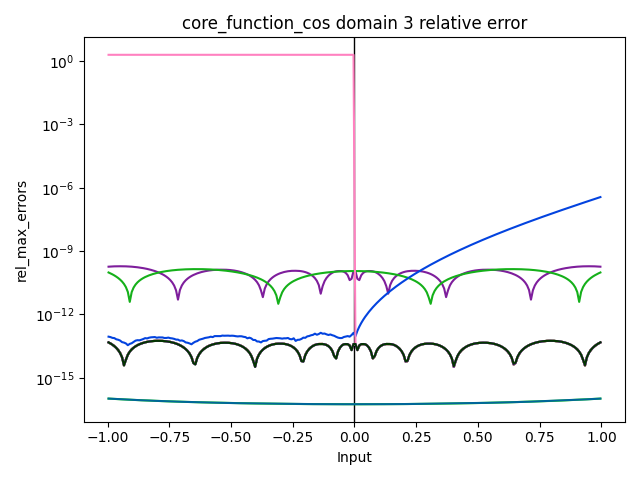 core_function_cos domain 3 relative error
10⁰
10⁻³
10⁻⁶
10⁻⁹
10⁻¹²
10⁻¹⁵
rel_max_errors
−1.00 −0.75 −0.50 −0.25 0.00 0.25 0.50 0.75 1.00
Input